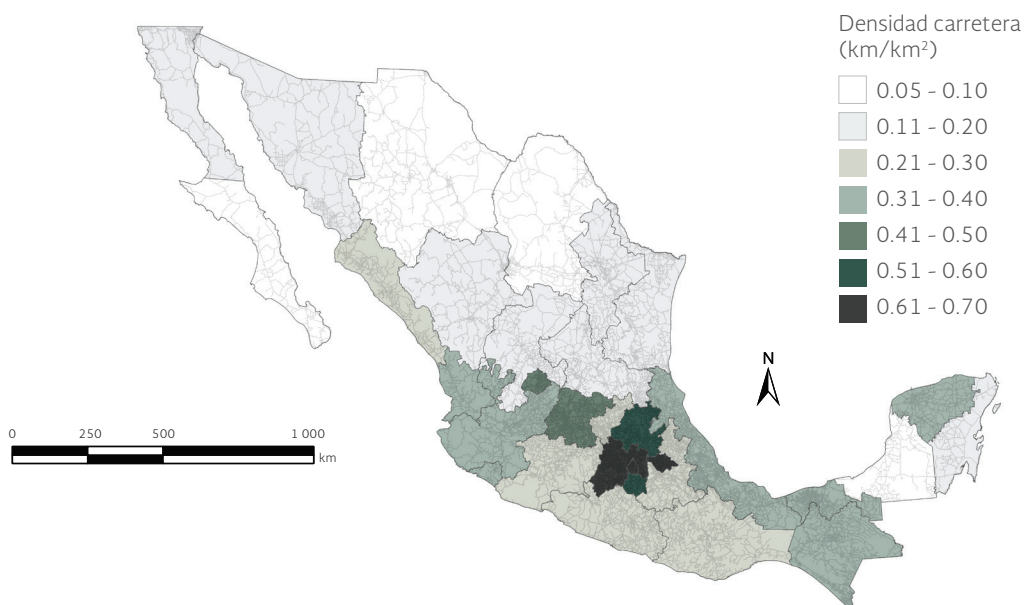 Densidad carretera
(km/km²)
0.05 - 0.10
0.11 - 0.20
0.21 - 0.30
0.31 - 0.40
0.41 - 0.50
0.51 - 0.60
0.61 - 0.70
N
0 250 500 1 000
km